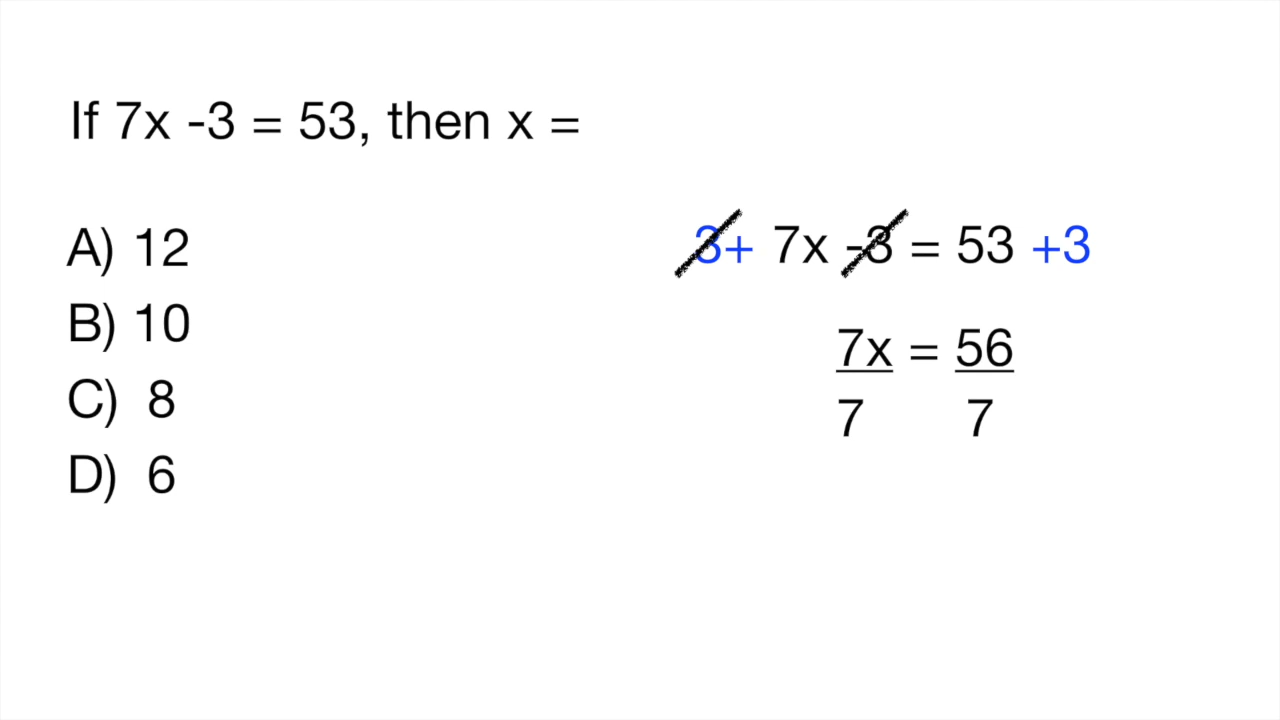 If 7x -3 = 53, then x =
A) 12
B) 10
C) 8
D) 6
3+ 7x -3 = 53 +3
7x = 56
7 7